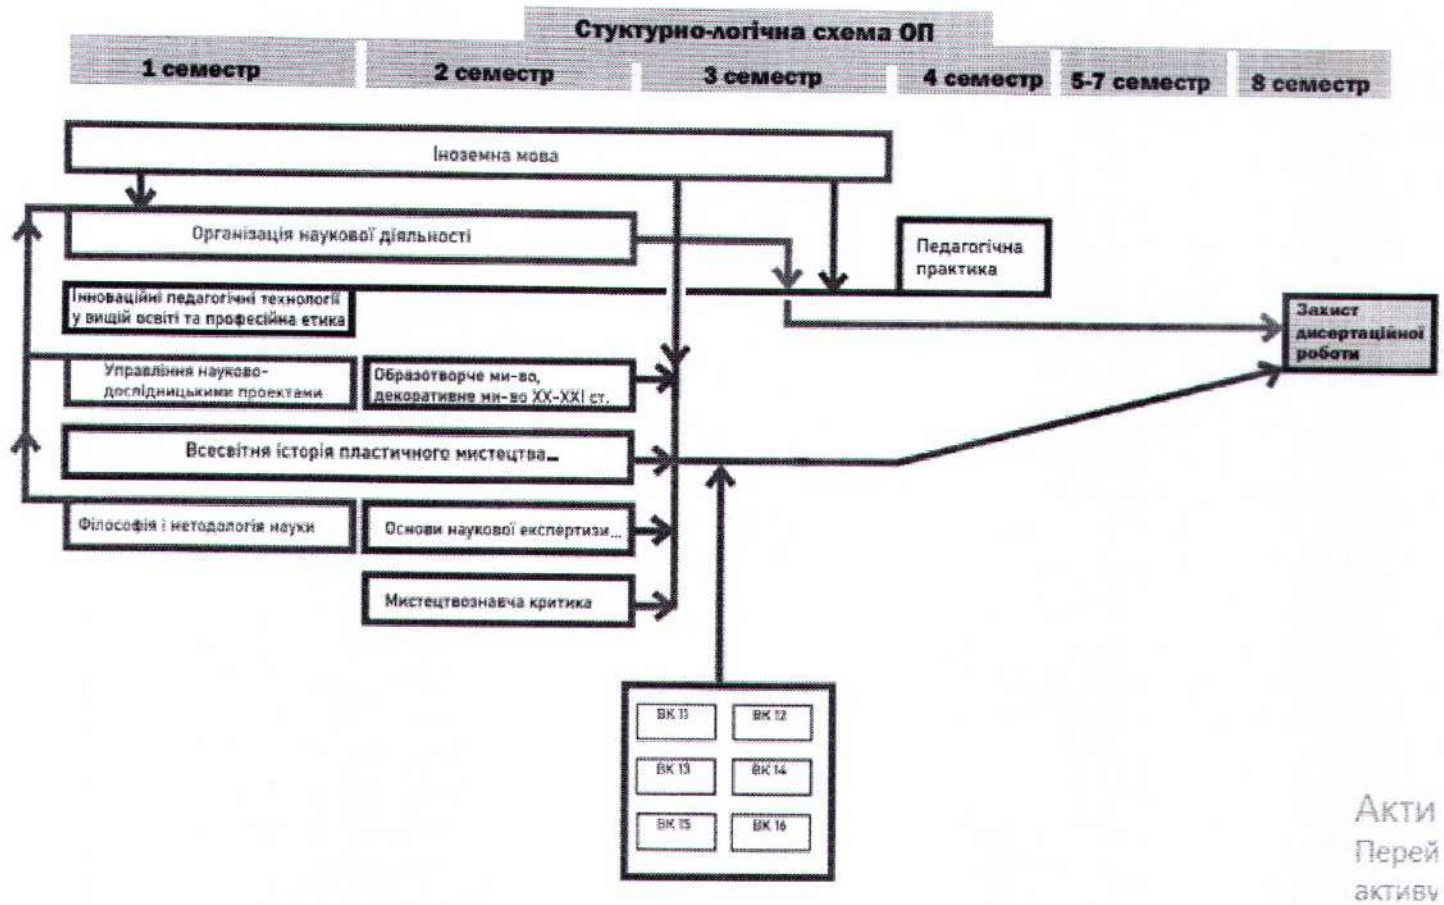 Стуктурно-логічна схема ОП
1 семестр
2 семестр
3 семестр
4 семестр
5-7 семестр
8 семестр
Іноземна мова
Організація наукової діяльності
Педагогічна
практика
Інноваційні педагогічні технології
у вищій освіті та професійна етика
Захист
дисертаційної
роботи
Управління науково-
дослідницькими проектами
Образотворче ми-во,
декоративне ми-во ХХ-ХХІ ст.
Всесвітня історія пластичного мистецтва...
Філософія і методологія науки
Основи наукової експертизи...
Мистецтвознавча критика
ВК 11
ВК 12
ВК 13
ВК 14
ВК 15
ВК 16
Акти
Перей
активу